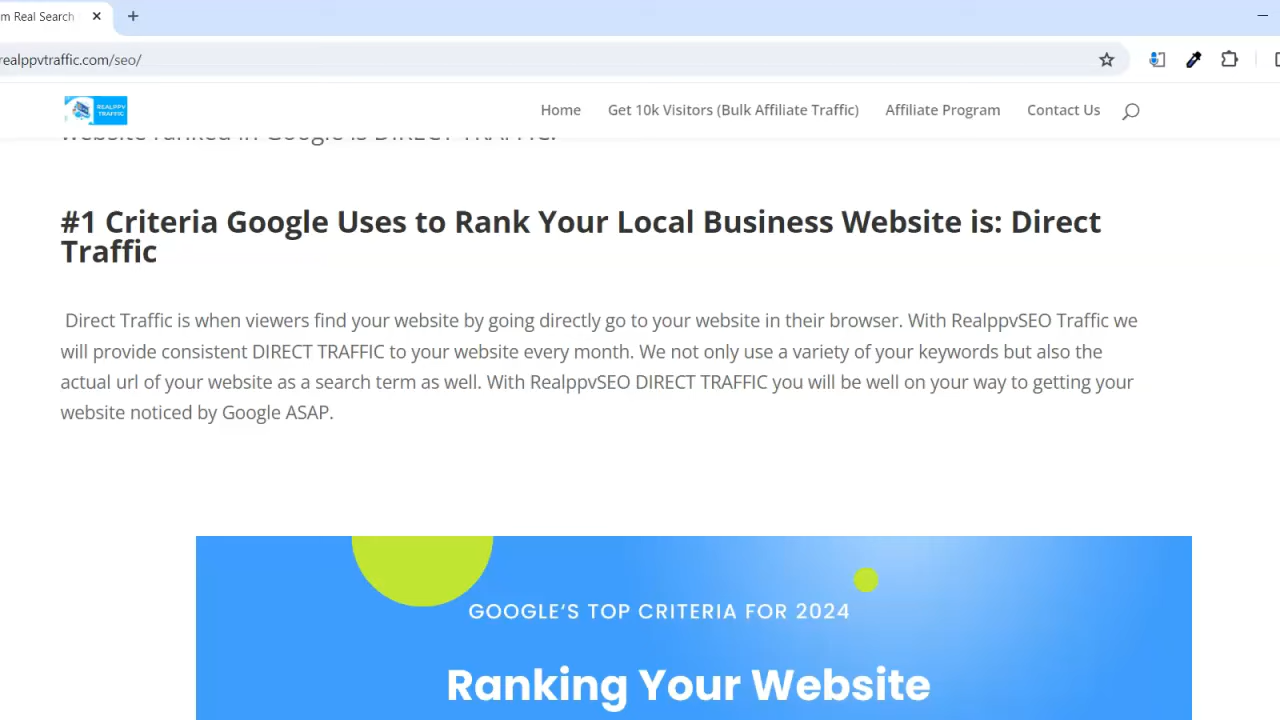 m Real Search
realppvtraffic.com/seo/
REALPPV
TRAFFIC
Home Get 10k Visitors (Bulk Affiliate Traffic) Affiliate Program Contact Us
website ranked in Google is DIRECT TRAFFIC.
#1 Criteria Google Uses to Rank Your Local Business Website is: Direct
Traffic
Direct Traffic is when viewers find your website by going directly go to your website in their browser. With RealppvSEO Traffic we
will provide consistent DIRECT TRAFFIC to your website every month. We not only use a variety of your keywords but also the
actual url of your website as a search term as well. With RealppvSEO DIRECT TRAFFIC you will be well on your way to getting your
website noticed by Google ASAP.
GOOGLE'S TOP CRITERIA FOR 2024
Ranking Your Website